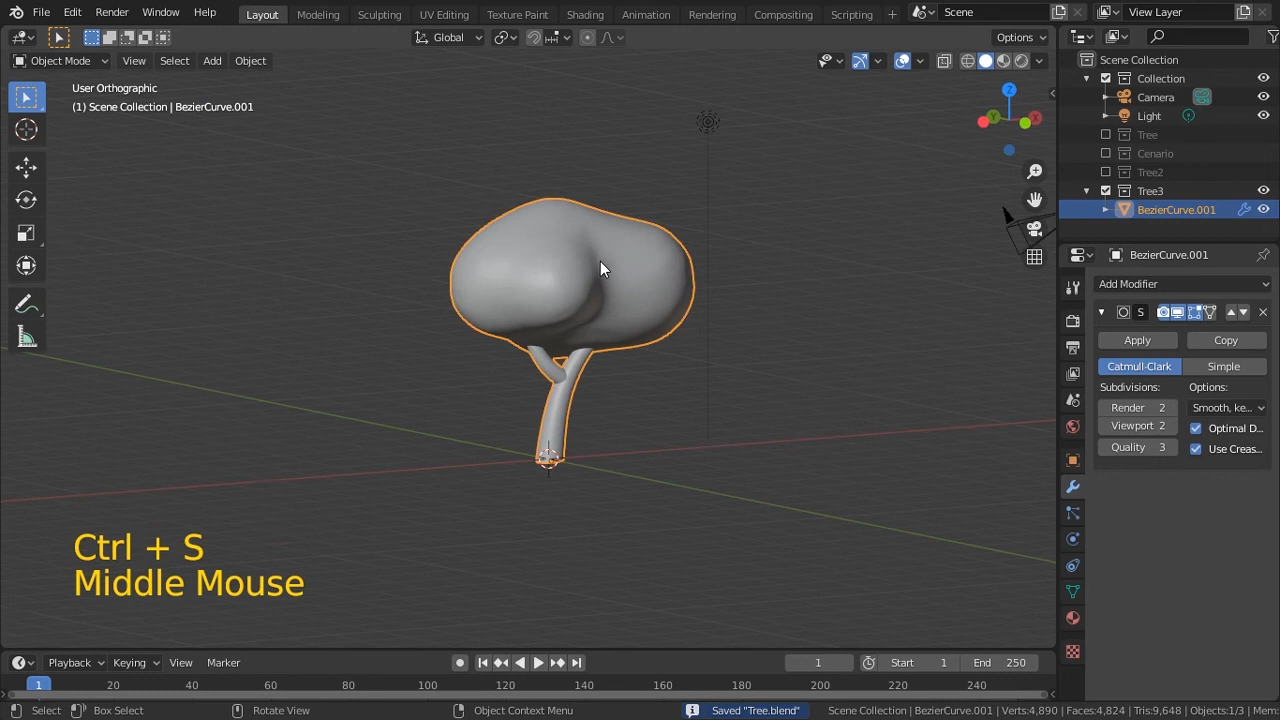 File Edit Render Window Help Layout Modeling Sculpting UV Editing Texture Paint Shading Animation Rendering Compositing Scripting Scene View Layer
Global Options
Object Mode View Select Add Object
User Orthographic
(1) Scene Collection | BezierCurve.001
Z
Y
X
Scene Collection
Collection
Camera
Light
Tree
Cenario
Tree2
Tree3
BezierCurve.001
BezierCurve.001
Add Modifier
S
Apply Copy
Catmull-Clark Simple
Subdivisions: Options:
Render 2 Smooth, ke...
Viewport 2 Optimal D...
Quality 3 Use Creas...
Ctrl + S
Middle Mouse
Playback Keying View Marker 1 Start 1 End 250
1 20 40 60 80 100 120 140 160 180 200 220 240
Select Box Select Rotate View Object Context Menu Saved "Tree.blend" Scene Collection | BezierCurve.001 | Verts:4,890 | Faces:4,824 | Tris:9,648 | Objects:1/3 | Mem: